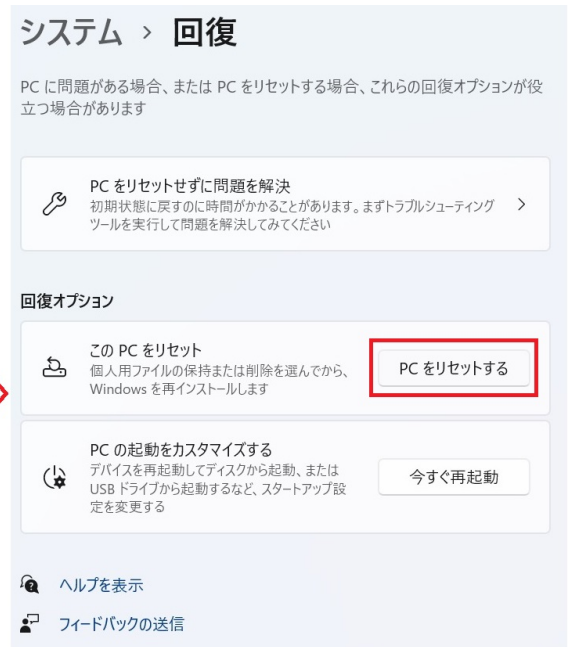 システム › 回復
PC に問題がある場合、または PC をリセットする場合、これらの回復オプションが役
立つ場合があります
PC をリセットせずに問題を解決
初期状態に戻すのに時間がかかることがあります。まずトラブルシューティング
ツールを実行して問題を解決してみてください
回復オプション
この PC をリセット
個人用ファイルの保持または削除を選んでから、
Windows を再インストールします
PC をリセットする
PC の起動をカスタマイズする
デバイスを再起動してディスクから起動、または
USB ドライブから起動するなど、スタートアップ設
定を変更する
今すぐ再起動
ヘルプを表示
フィードバックの送信